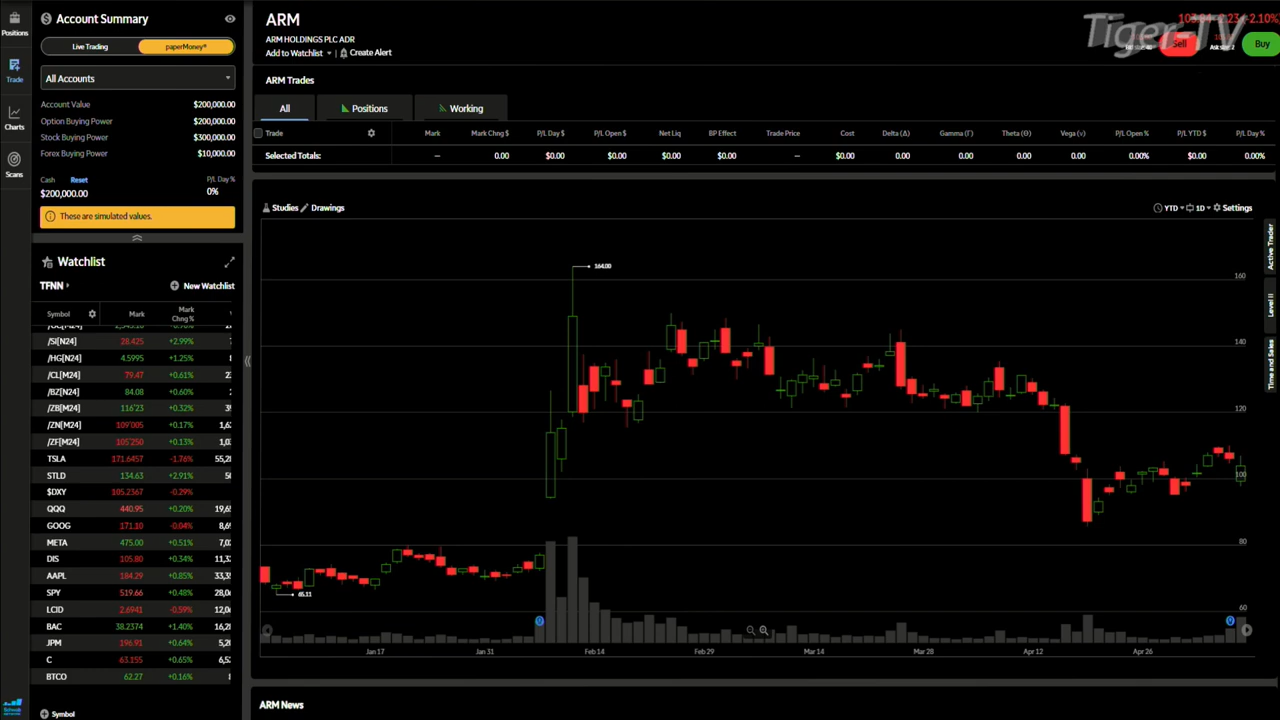 Positions
Trade
Charts
Scans
Account Summary
Live Trading paperMoney®
All Accounts
Account Value $200,000.00
Option Buying Power $200,000.00
Stock Buying Power $300,000.00
Forex Buying Power $10,000.00
Cash Reset P/L Day %
$200,000.00 0%
These are simulated values.
Watchlist
TFNN New Watchlist
Symbol Mark Mark Chng %
/SI[N24] 28.425 +2.99%
/HG[N24] 4.5995 +1.25%
/CL[M24] 79.47 +0.61%
/BZ[N24] 84.08 +0.60%
/ZB[M24] 116'23 +0.32%
/ZN[M24] 109'005 +0.17%
/ZF[M24] 105'250 +0.13%
TSLA 171.6457 -1.76%
STLD 134.63 +2.91%
$DXY 105.2367 -0.29%
QQQ 440.95 +0.20%
GOOG 171.10 -0.04%
META 475.00 +0.51%
DIS 105.80 +0.34%
AAPL 184.29 +0.85%
SPY 519.66 +0.48%
LCID 2.6941 -0.59%
BAC 38.2374 +1.40%
JPM 196.91 +0.64%
C 63.155 +0.65%
BTCO 62.27 +0.16%
Symbol
ARM
ARM HOLDINGS PLC ADR
Add to Watchlist Create Alert
Tiger-TV
-2.10%
Sell Buy
ARM Trades
All Positions Working
Trade Mark Mark Chng $ P/L Day $ P/L Open $ Net Liq BP Effect Trade Price Cost Delta (Δ) Gamma (Γ) Theta (Θ) Vega (ν) P/L Open % P/L YTD $ P/L Day %
Selected Totals: — 0.00 $0.00 $0.00 $0.00 $0.00 — $0.00 0.00 0.00 0.00 0.00 0.00% $0.00 0.00%
Studies Drawings YTD 1D Settings
Active Trader
Level II
Time and Sales
164.00
160
140
120
100
80
60
65.11
Jan 17 Jan 31 Feb 14 Feb 29 Mar 14 Mar 28 Apr 12 Apr 26
ARM News